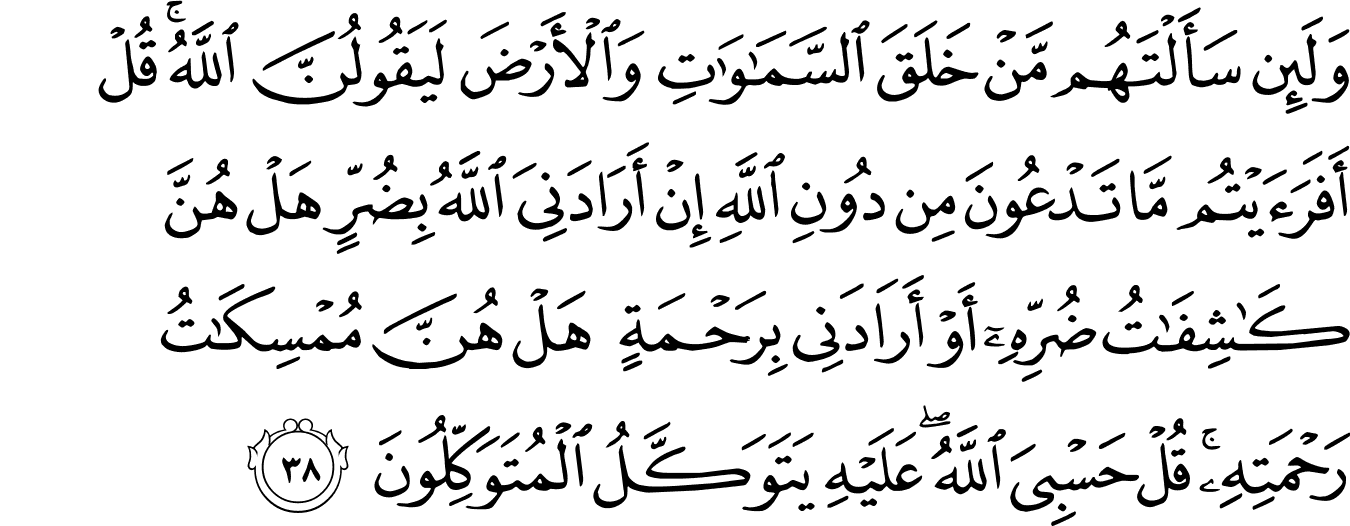 وَلَئِن سَأَلْتَهُم مَّنْ خَلَقَ ٱلسَّمَـٰوَٰتِ وَٱلْأَرْضَ لَيَقُولُنَّ ٱللَّهُ ۚ قُلْ
أَفَرَءَيْتُم مَّا تَدْعُونَ مِن دُونِ ٱللَّهِ إِنْ أَرَادَنِىَ ٱللَّهُ بِضُرٍّ هَلْ هُنَّ
كَـٰشِفَـٰتُ ضُرِّهِۦٓ أَوْ أَرَادَنِى بِرَحْمَةٍ هَلْ هُنَّ مُمْسِكَـٰتُ
رَحْمَتِهِۦ ۚ قُلْ حَسْبِىَ ٱللَّهُ ۖ عَلَيْهِ يَتَوَكَّلُ ٱلْمُتَوَكِّلُونَ ٣٨